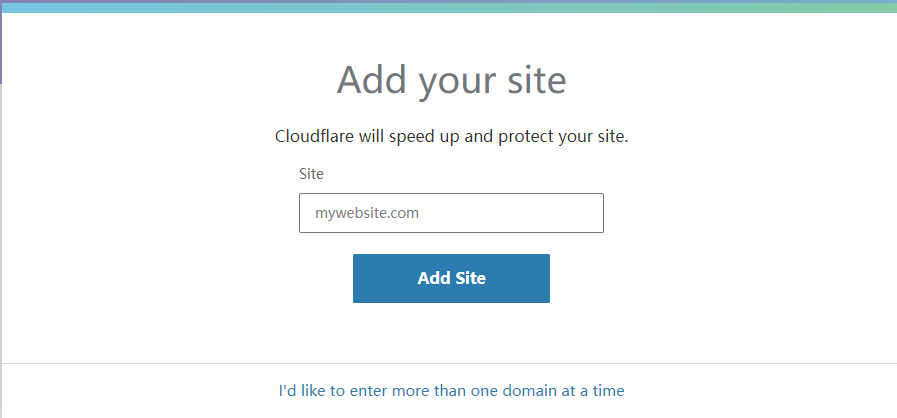 Add your site
Cloudflare will speed up and protect your site.
Site
mywebsite.com
Add Site
I'd like to enter more than one domain at a time